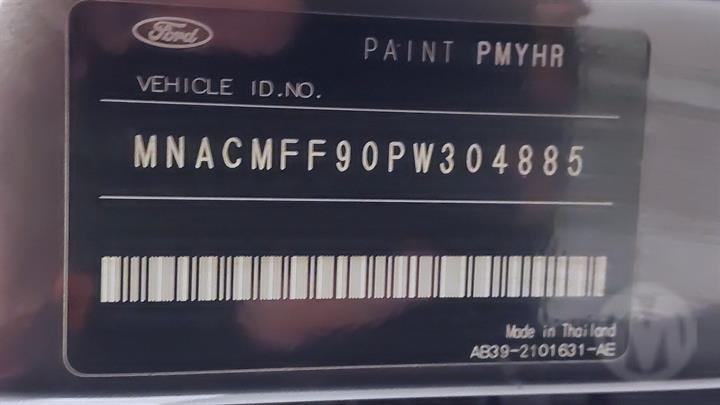 Ford
PAINT PMYHR
VEHICLE ID.NO.
MNACMFF90PW304885
Made in Thailand
AB39-2101631-AE
M